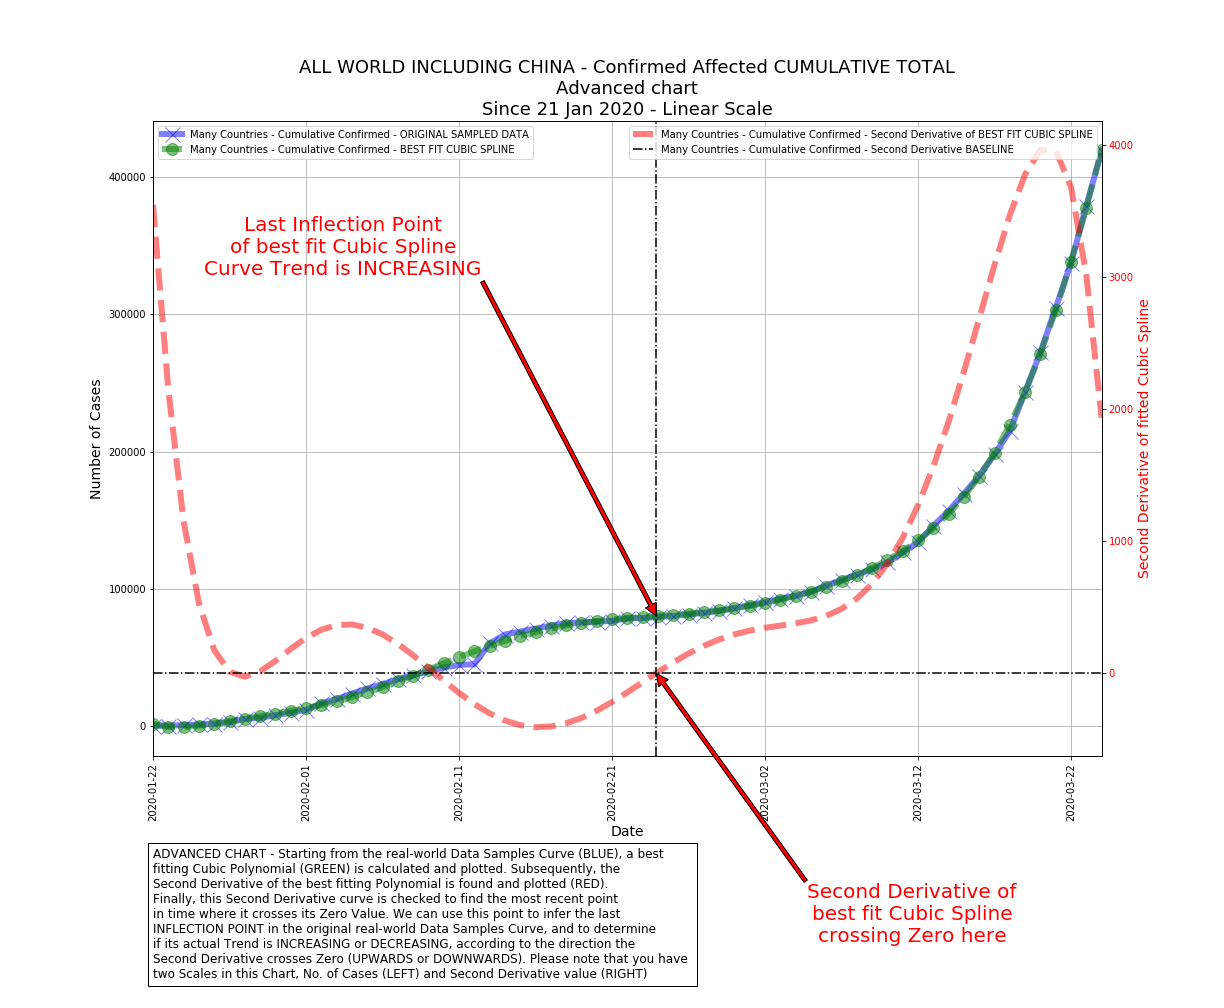 ALL WORLD INCLUDING CHINA - Confirmed Affected CUMULATIVE TOTAL
Advanced chart
Since 21 Jan 2020 - Linear Scale
Many Countries - Cumulative Confirmed - ORIGINAL SAMPLED DATA
Many Countries - Cumulative Confirmed - BEST FIT CUBIC SPLINE
Many Countries - Cumulative Confirmed - Second Derivative of BEST FIT CUBIC SPLINE
Many Countries - Cumulative Confirmed - Second Derivative BASELINE
Last Inflection Point
of best fit Cubic Spline
Curve Trend is INCREASING
Number of Cases
400000
300000
200000
100000
0
4000
3000
2000
1000
0
Second Derivative of fitted Cubic Spline
2020-01-22
2020-02-01
2020-02-11
2020-02-21
2020-03-02
2020-03-12
2020-03-22
Date
ADVANCED CHART - Starting from the real-world Data Samples Curve (BLUE), a best
fitting Cubic Polynomial (GREEN) is calculated and plotted. Subsequently, the
Second Derivative of the best fitting Polynomial is found and plotted (RED).
Finally, this Second Derivative curve is checked to find the most recent point
in time where it crosses its Zero Value. We can use this point to infer the last
INFLECTION POINT in the original real-world Data Samples Curve, and to determine
if its actual Trend is INCREASING or DECREASING, according to the direction the
Second Derivative crosses Zero (UPWARDS or DOWNWARDS). Please note that you have
two Scales in this Chart, No. of Cases (LEFT) and Second Derivative value (RIGHT)
Second Derivative of
best fit Cubic Spline
crossing Zero here